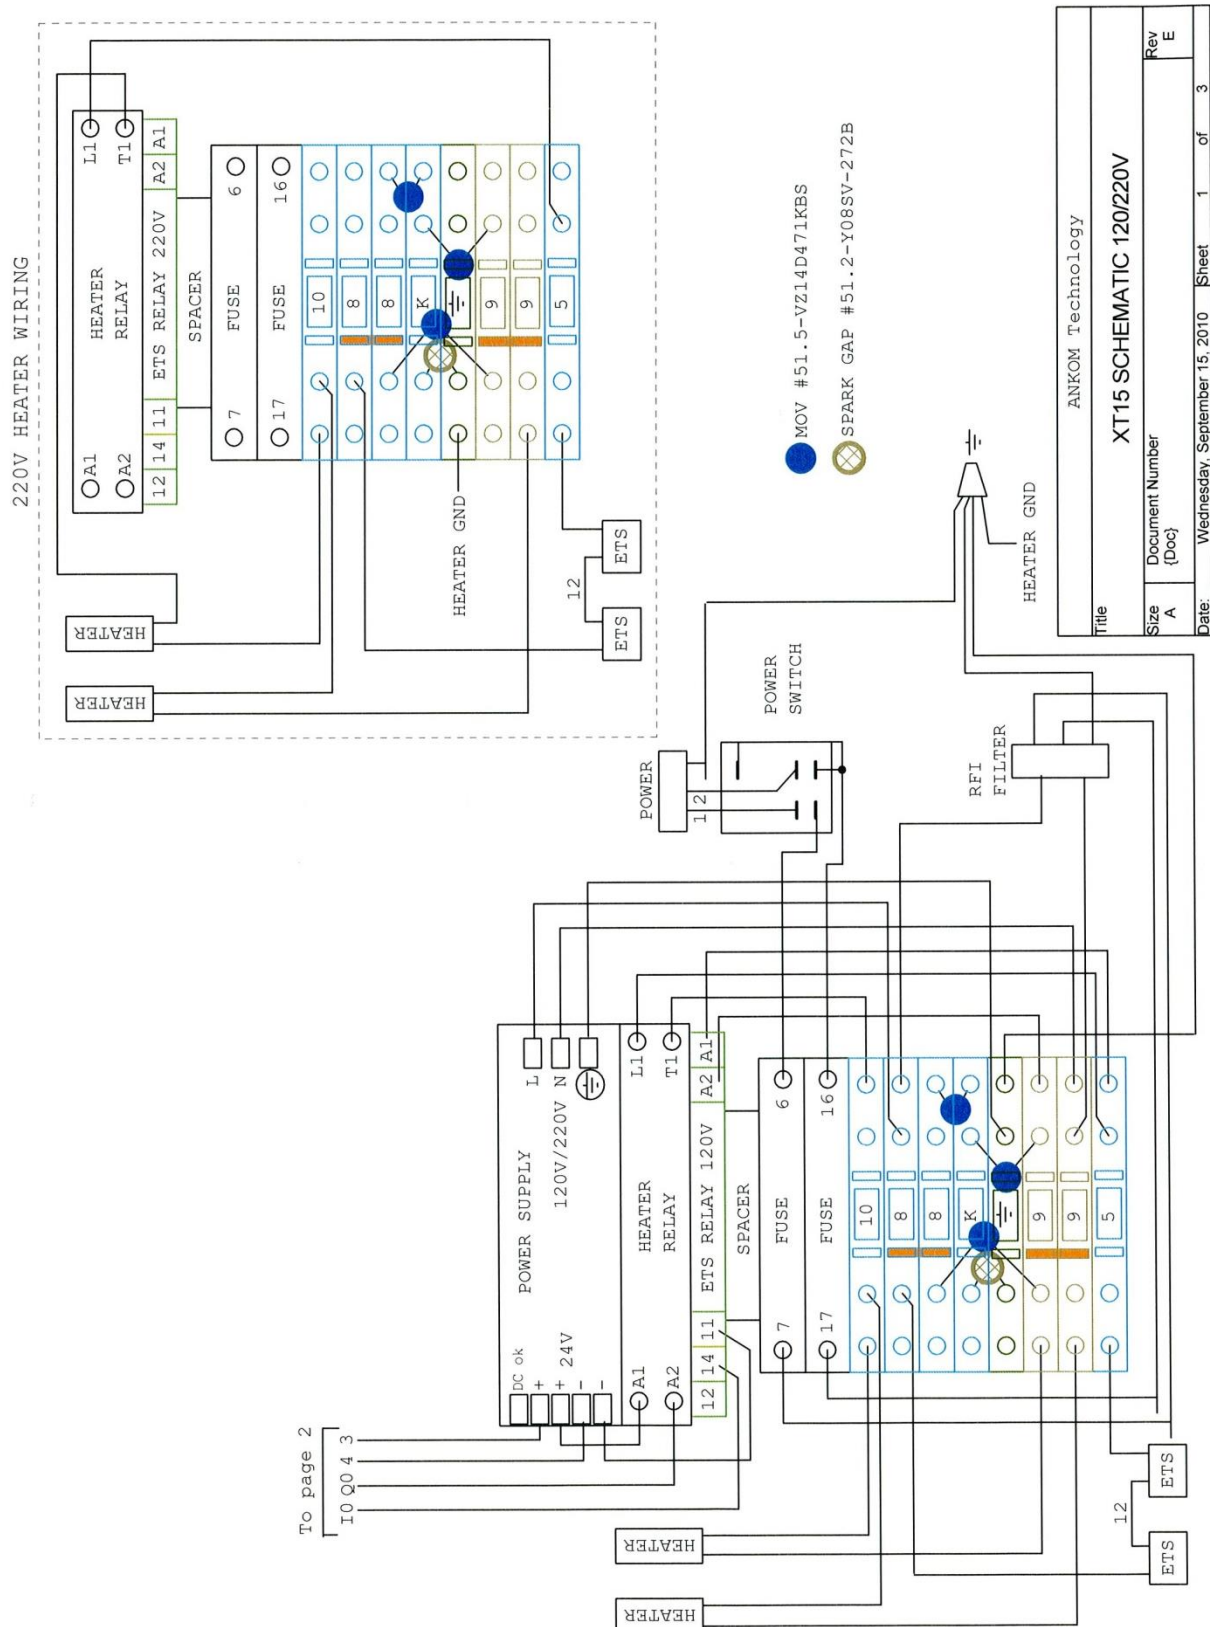 220V HEATER WIRING
HEATER
HEATER
A1
A2
HEATER
RELAY
L1
T1
12 14 11 ETS RELAY 220V A2 A1
SPACER
7 FUSE 6
17 FUSE 16
10
8
8
K
9
9
5
HEATER GND
ETS
12
ETS
MOV #51.5-VZ14D471KBS
SPARK GAP #51.2-Y08SV-272B
To page 2
I0 Q0 4 3
DC ok
+
+
-
-
24V
POWER SUPPLY
120V/220V
L
N
A1
A2
HEATER
RELAY
L1
T1
12 14 11 ETS RELAY 120V A2 A1
SPACER
7 FUSE 6
17 FUSE 16
10
8
8
K
9
9
5
HEATER
HEATER
ETS
12
ETS
POWER
1 2
POWER
SWITCH
RFI
FILTER
HEATER GND
ANKOM Technology
Title
XT15 SCHEMATIC 120/220V
Size
A
Document Number
{Doc}
Rev
E
Date: Wednesday, September 15, 2010 Sheet 1 of 3